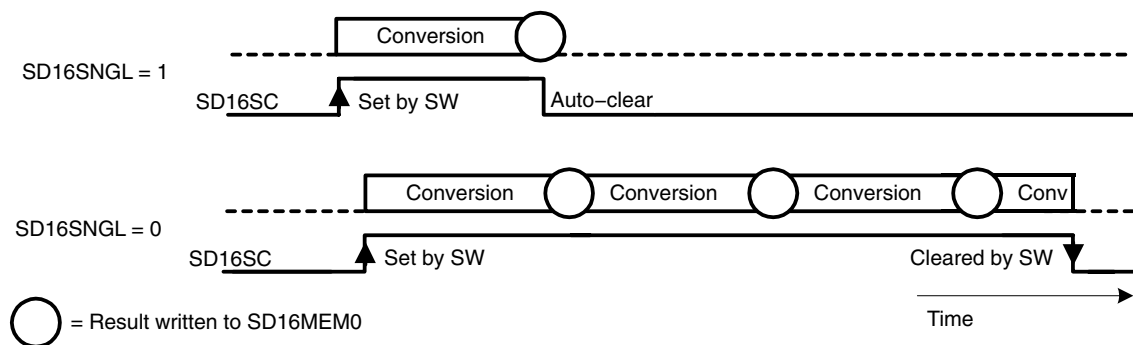 Conversion
SD16SNGL = 1
SD16SC Set by SW Auto−clear
Conversion Conversion Conversion Conv
SD16SNGL = 0
SD16SC Set by SW Cleared by SW
= Result written to SD16MEM0
Time